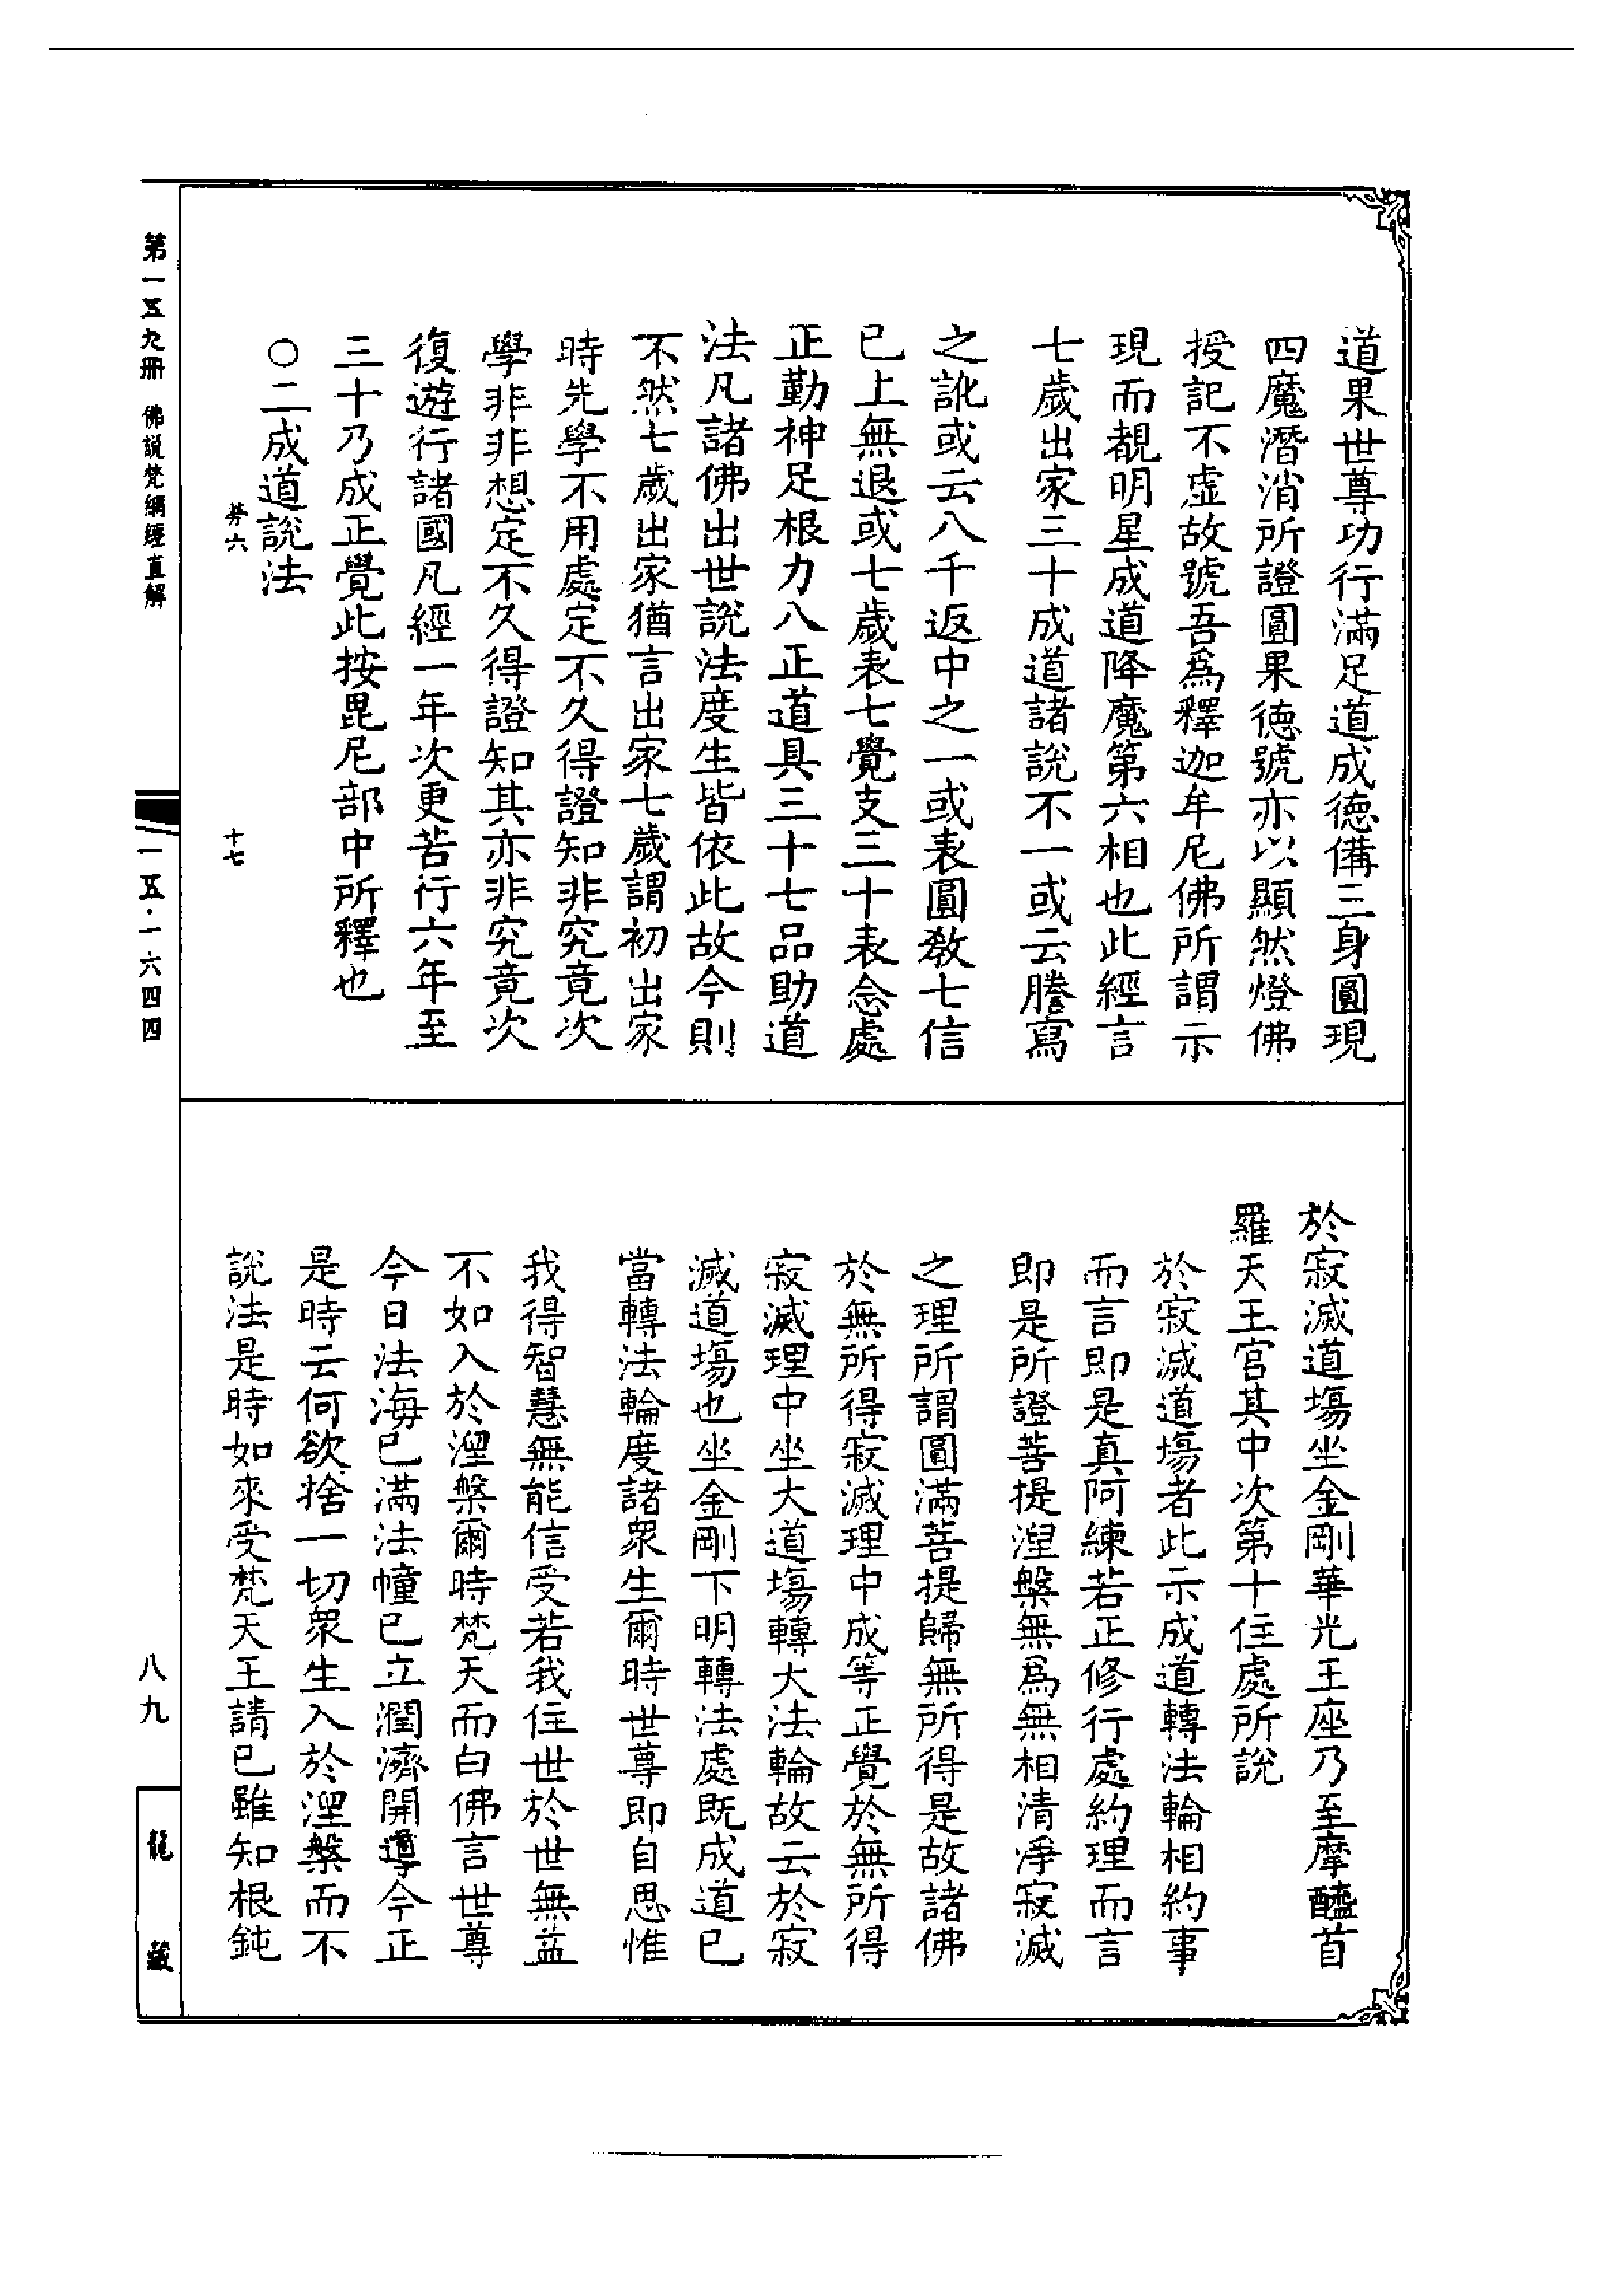 道果世尊功行滿足道成德備三身圓現
四魔潛消所證圓果德號亦以顯然燈佛
授記不虛故號吾為釋迦牟尼佛所謂示
現而覩明星成道降魔第六相也此經言
七歲出家三十成道諸說不一或云謄寫
之訛或云八千返中之一或表圓教七信
已上無退或七歲表七覺支三十表念處
正勤神足根力八正道具三十七品助道
法凡諸佛出世說法度生皆依此故今則
不然七歲出家猶言出家七歲謂初出家
時先學不用處定不久得證知非究竟次
學非非想定不久得證知其亦非究竟次
復遊行諸國凡經一年次更苦行六年至
三十乃成正覺此按毘尼部中所釋也
○二成道說法
六
十七
於寂滅道場坐金剛華光王座乃至摩醯首
羅天王宮其中次第十住處所說
於寂滅道場者此示成道轉法輪相約事
而言即是真阿練若正修行處約理而言
即是所證菩提涅槃無為無相清淨寂滅
之理所謂圓滿菩提歸無所得是故諸佛
於無所得寂滅理中成等正覺於無所得
寂滅理中坐大道場轉大法輪故云於寂
滅道場也坐金剛下明轉法處既成道已
當轉法輪度諸眾生爾時世尊即自思惟
我得智慧無能信受若我住世於世無益
不如入於涅槃爾時梵天而白佛言世尊
今日法海已滿法幢已立潤濟開導今正
是時云何欲捨一切眾生入於涅槃而不
說法是時如來受梵天王請已雖知根鈍
第一五九冊 佛說梵網經直解
一五·一六四四
八九
龍藏